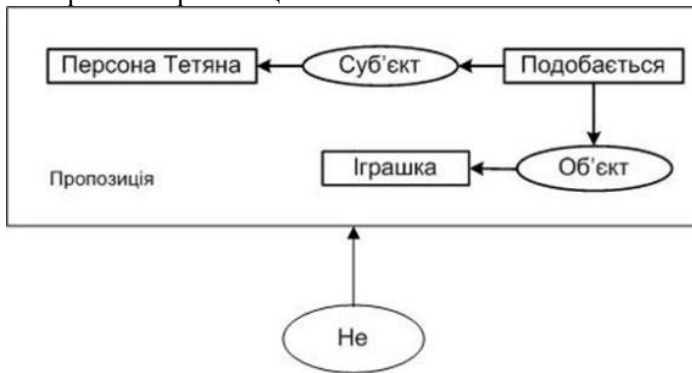 Персона Тетяна Суб’єкт Подобається
Іграшка Об’єкт
Пропозиція
Не